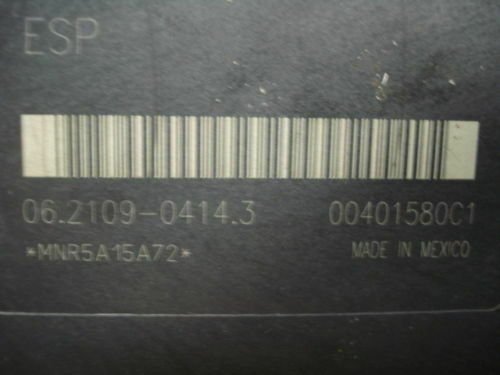 ESP
06.2109-0414.3 00401580C1
*MNR5A15A72* MADE IN MEXICO